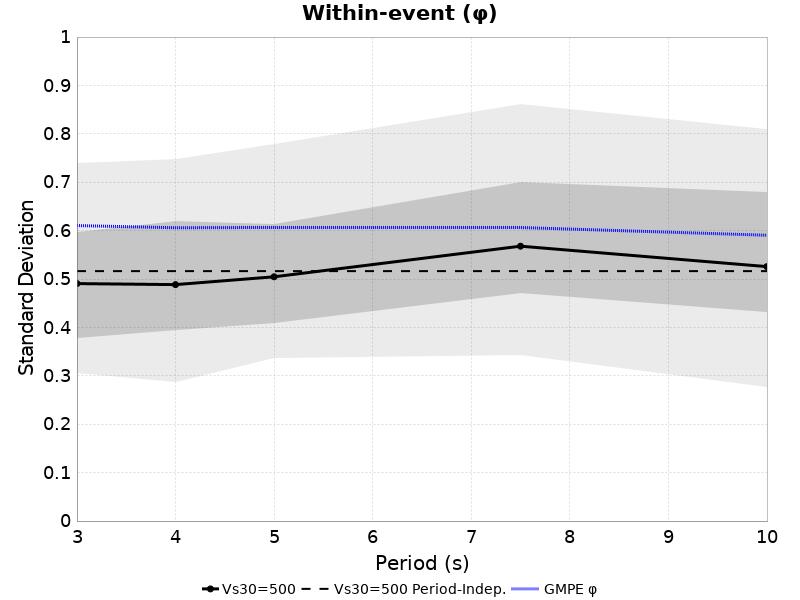 Within-event (φ)
1
0.9
0.8
0.7
0.6
0.5
0.4
0.3
0.2
0.1
0
Standard Deviation
3 4 5 6 7 8 9 10
Period (s)
Vs30=500 Vs30=500 Period-Indep. GMPE φ